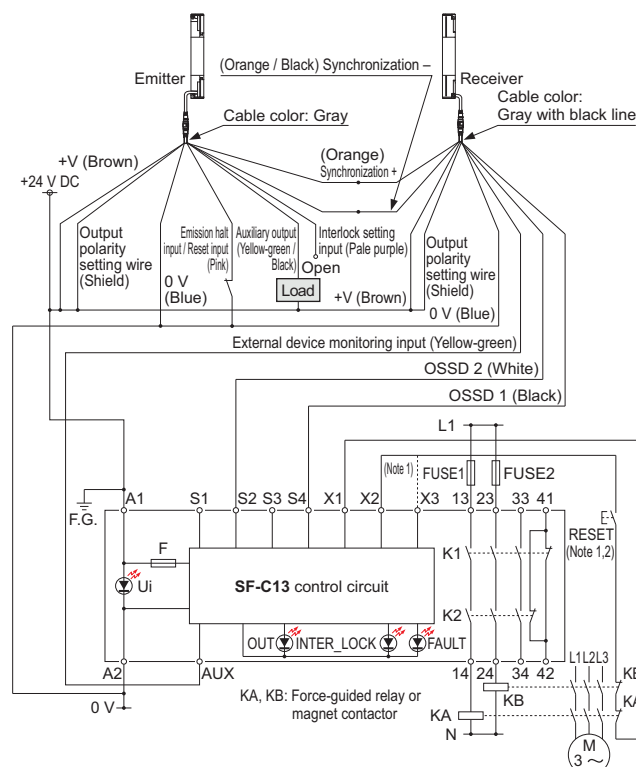 (Orange / Black) Synchronization –
Emitter
Receiver
Cable color: Gray
Cable color:
Gray with black line
+V (Brown)
(Orange)
Synchronization +
+24 V DC
Output
polarity
setting wire
(Shield)
0 V
(Blue)
Emission halt
input / Reset input
(Pink)
Auxiliary output
(Yellow-green /
Black)
Interlock setting
input (Pale purple)
Open
Load
+V (Brown)
Output
polarity
setting wire
(Shield)
0 V (Blue)
External device monitoring input (Yellow-green)
OSSD 2 (White)
OSSD 1 (Black)
L1
(Note 1)
FUSE1
FUSE2
F.G.
A1
S1
S2
S3
S4
X1
X2
X3
13
23
33
41
RESET
(Note 1,2)
F
K1
Ui
SF-C13 control circuit
K2
OUT
INTER_LOCK
FAULT
A2
AUX
14
24
34
42
L1
L2
L3
KA, KB: Force-guided relay or
magnet contactor
0 V
KB
KB
KA
KA
N
M
3 ~